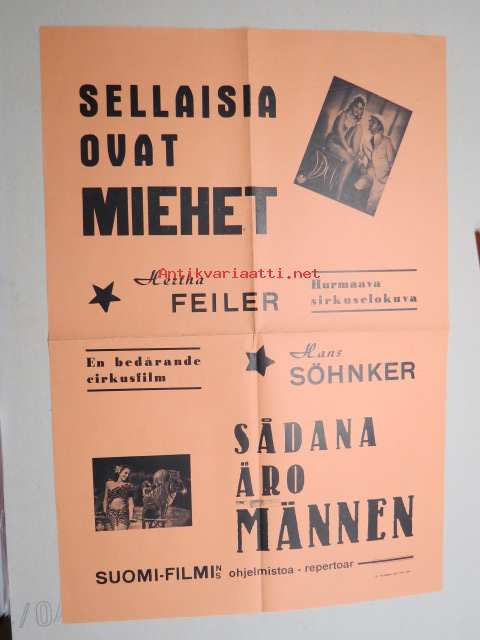 SELLAISIA
OVAT
MIEHET
Antikvariaatti.net
Hertha
FEILER
Hurmaava
sirkuselokuva
En bedårande
cirkusfilm
Hans
SÖHNKER
SÅDANA
ÄRO
MÄNNEN
SUOMI-FILMI N:S ohjelmistoa - repertoar